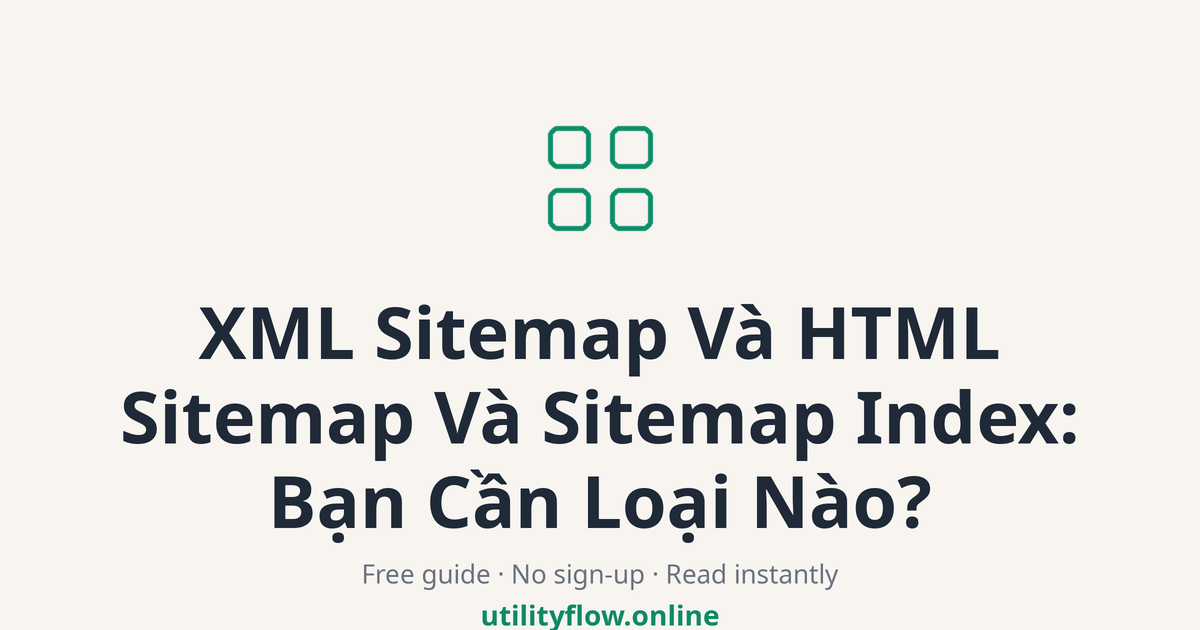 XML Sitemap Và HTML
Sitemap Và Sitemap Index:
Bạn Cần Loại Nào?
Free guide · No sign-up · Read instantly
utilityflow.online